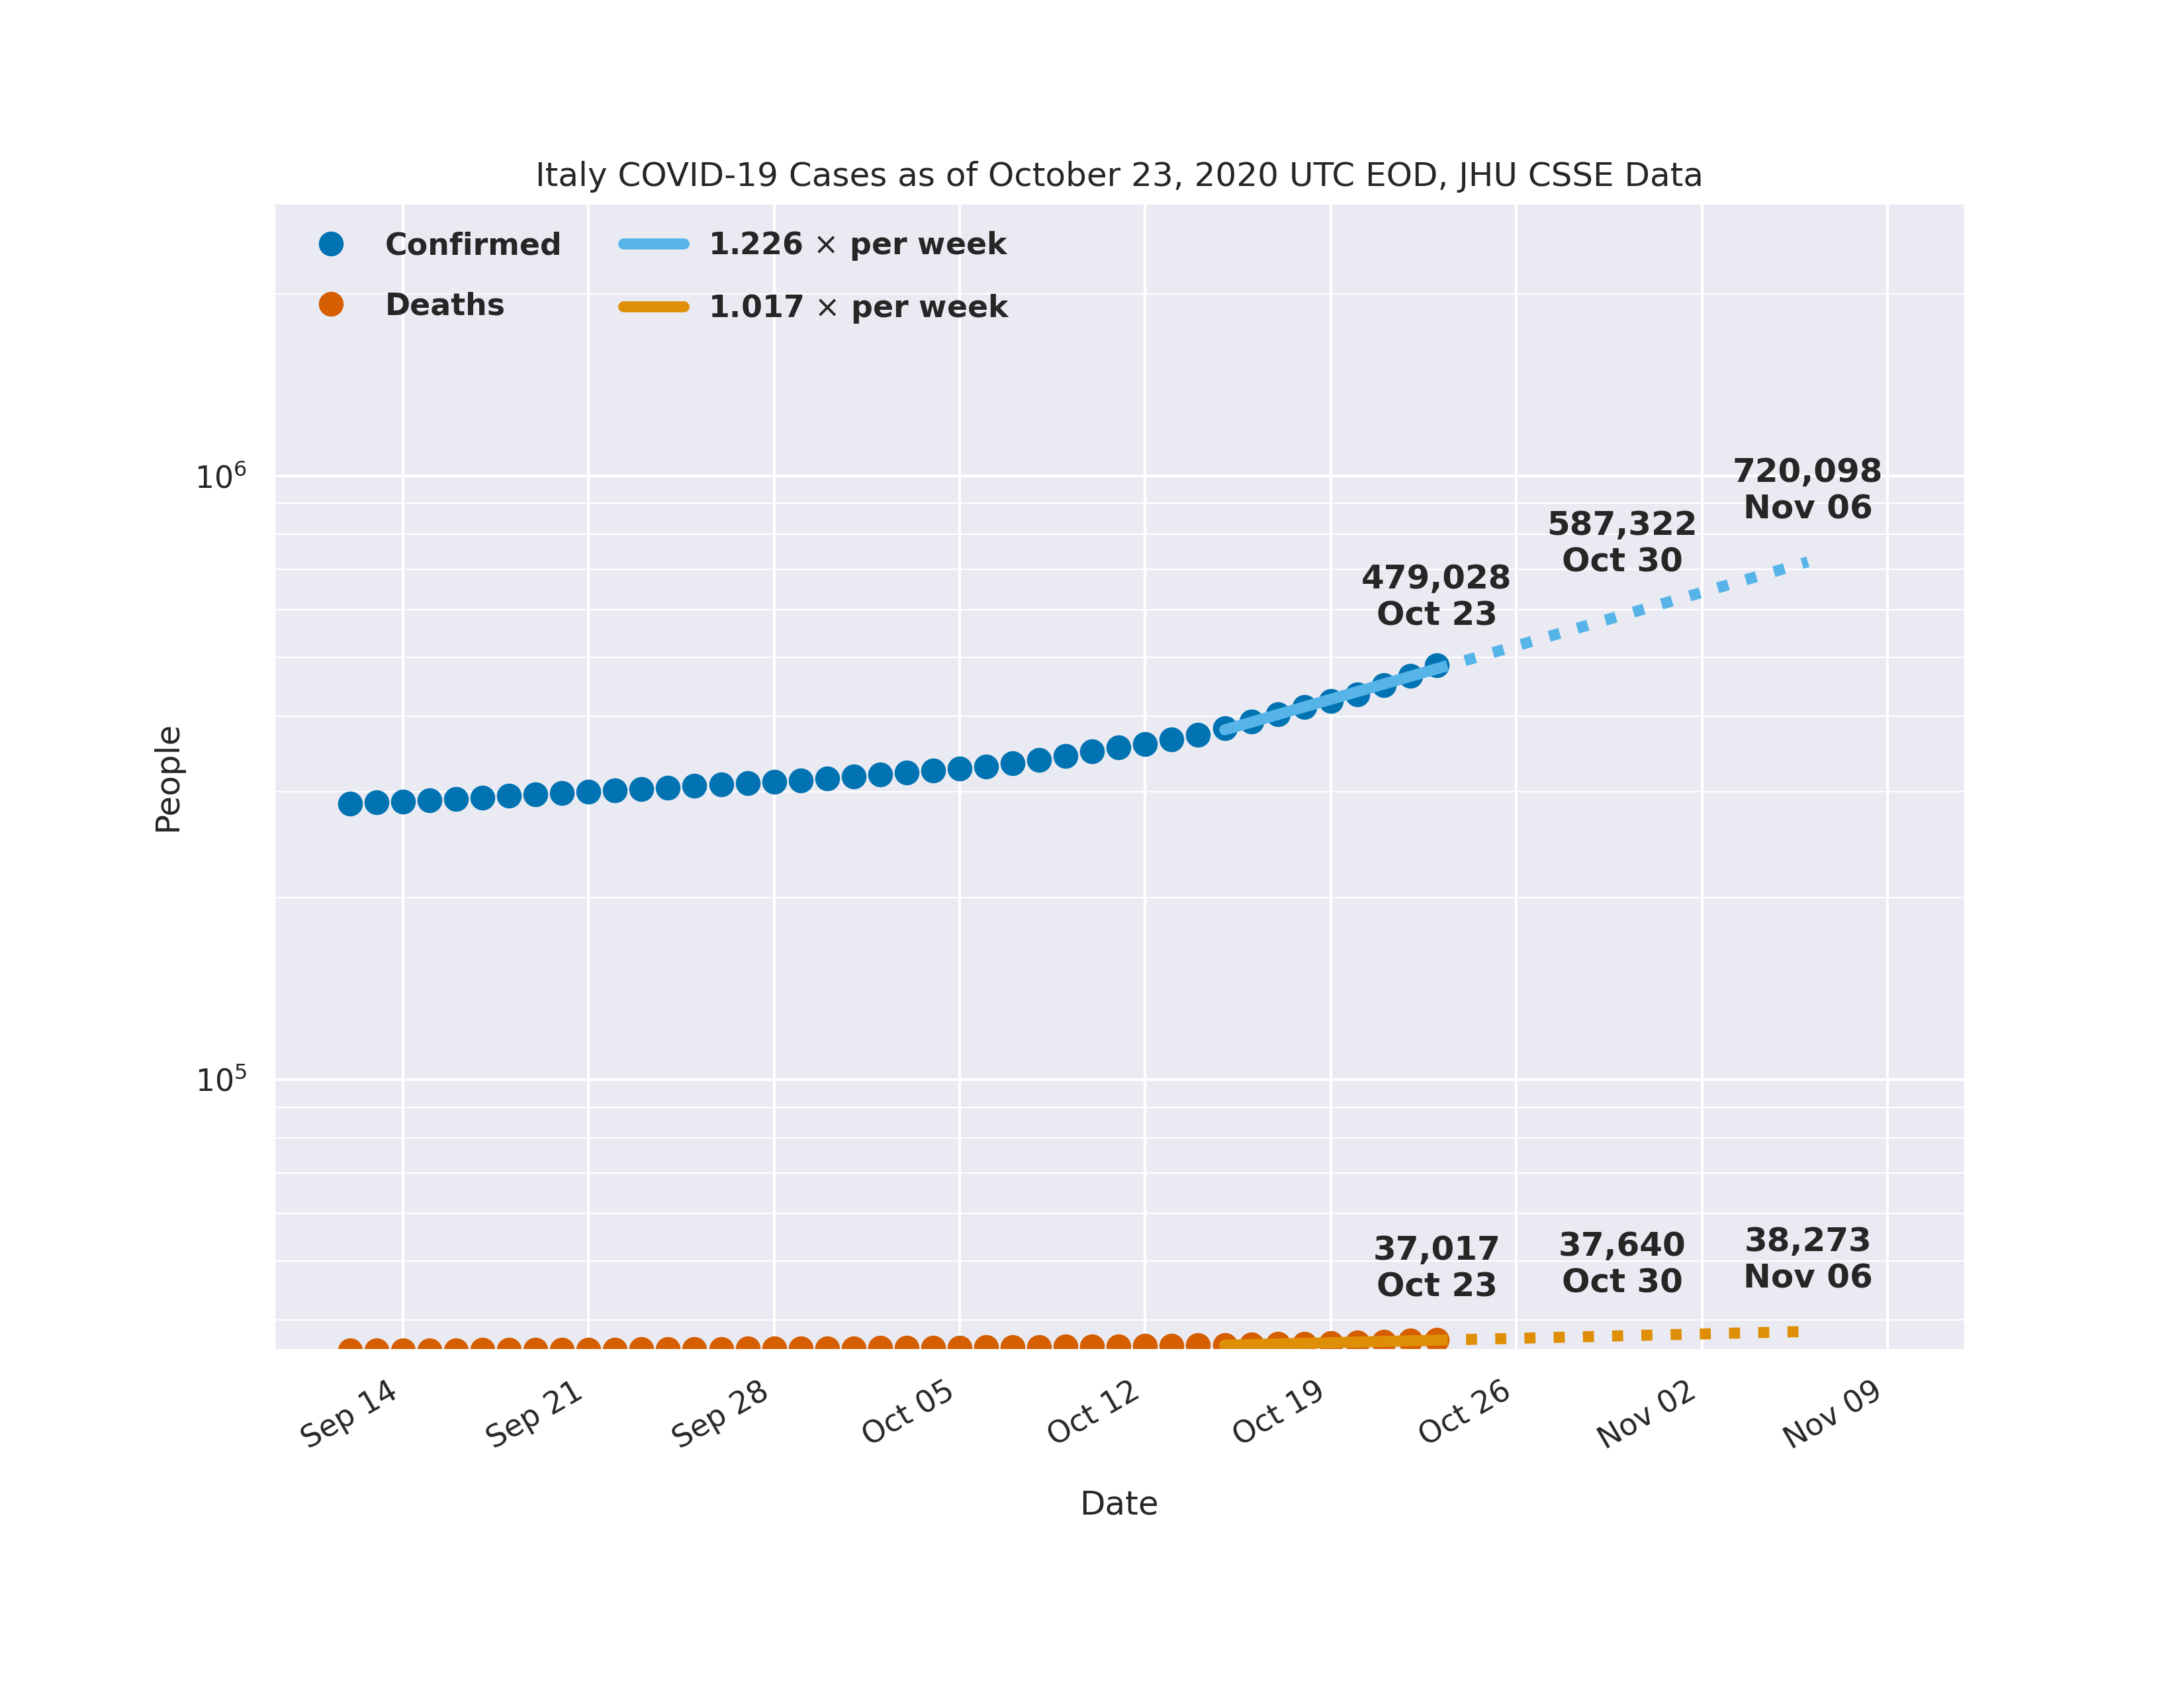 Italy COVID-19 Cases as of October 23, 2020 UTC EOD, JHU CSSE Data
Confirmed
Deaths
1.226 × per week
1.017 × per week
People
10⁶
10⁵
479,028
Oct 23
587,322
Oct 30
720,098
Nov 06
37,017
Oct 23
37,640
Oct 30
38,273
Nov 06
Sep 14
Sep 21
Sep 28
Oct 05
Oct 12
Oct 19
Oct 26
Nov 02
Nov 09
Date